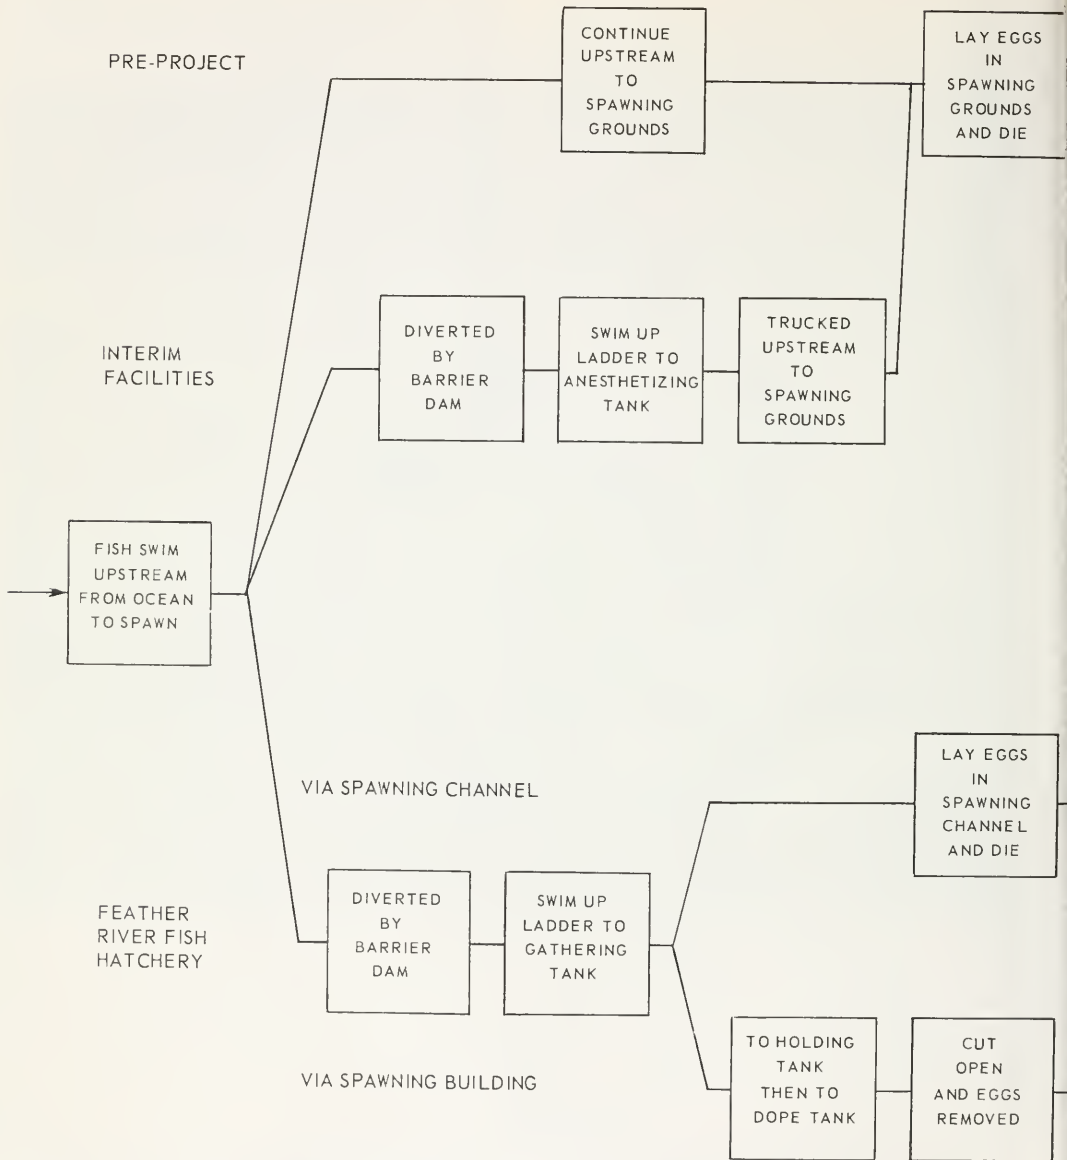 PRE-PROJECT
CONTINUE
UPSTREAM
TO
SPAWNING
GROUNDS
LAY EGGS
IN
SPAWNING
GROUNDS
AND DIE
INTERIM
FACILITIES
DIVERTED
BY
BARRIER
DAM
SWIM UP
LADDER TO
ANESTHETIZING
TANK
TRUCKED
UPSTREAM
TO
SPAWNING
GROUNDS
FISH SWIM
UPSTREAM
FROM OCEAN
TO SPAWN
VIA SPAWNING CHANNEL
LAY EGGS
IN
SPAWNING
CHANNEL
AND DIE
FEATHER
RIVER FISH
HATCHERY
DIVERTED
BY
BARRIER
DAM
SWIM UP
LADDER TO
GATHERING
TANK
VIA SPAWNING BUILDING
TO HOLDING
TANK
THEN TO
DOPE TANK
CUT
OPEN
AND EGGS
REMOVED